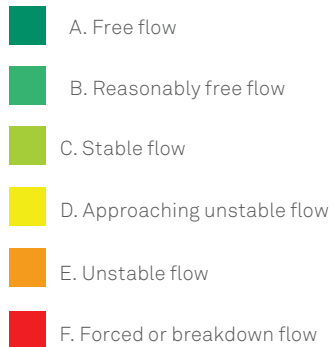 A. Free flow
B. Reasonably free flow
C. Stable flow
D. Approaching unstable flow
E. Unstable flow
F. Forced or breakdown flow